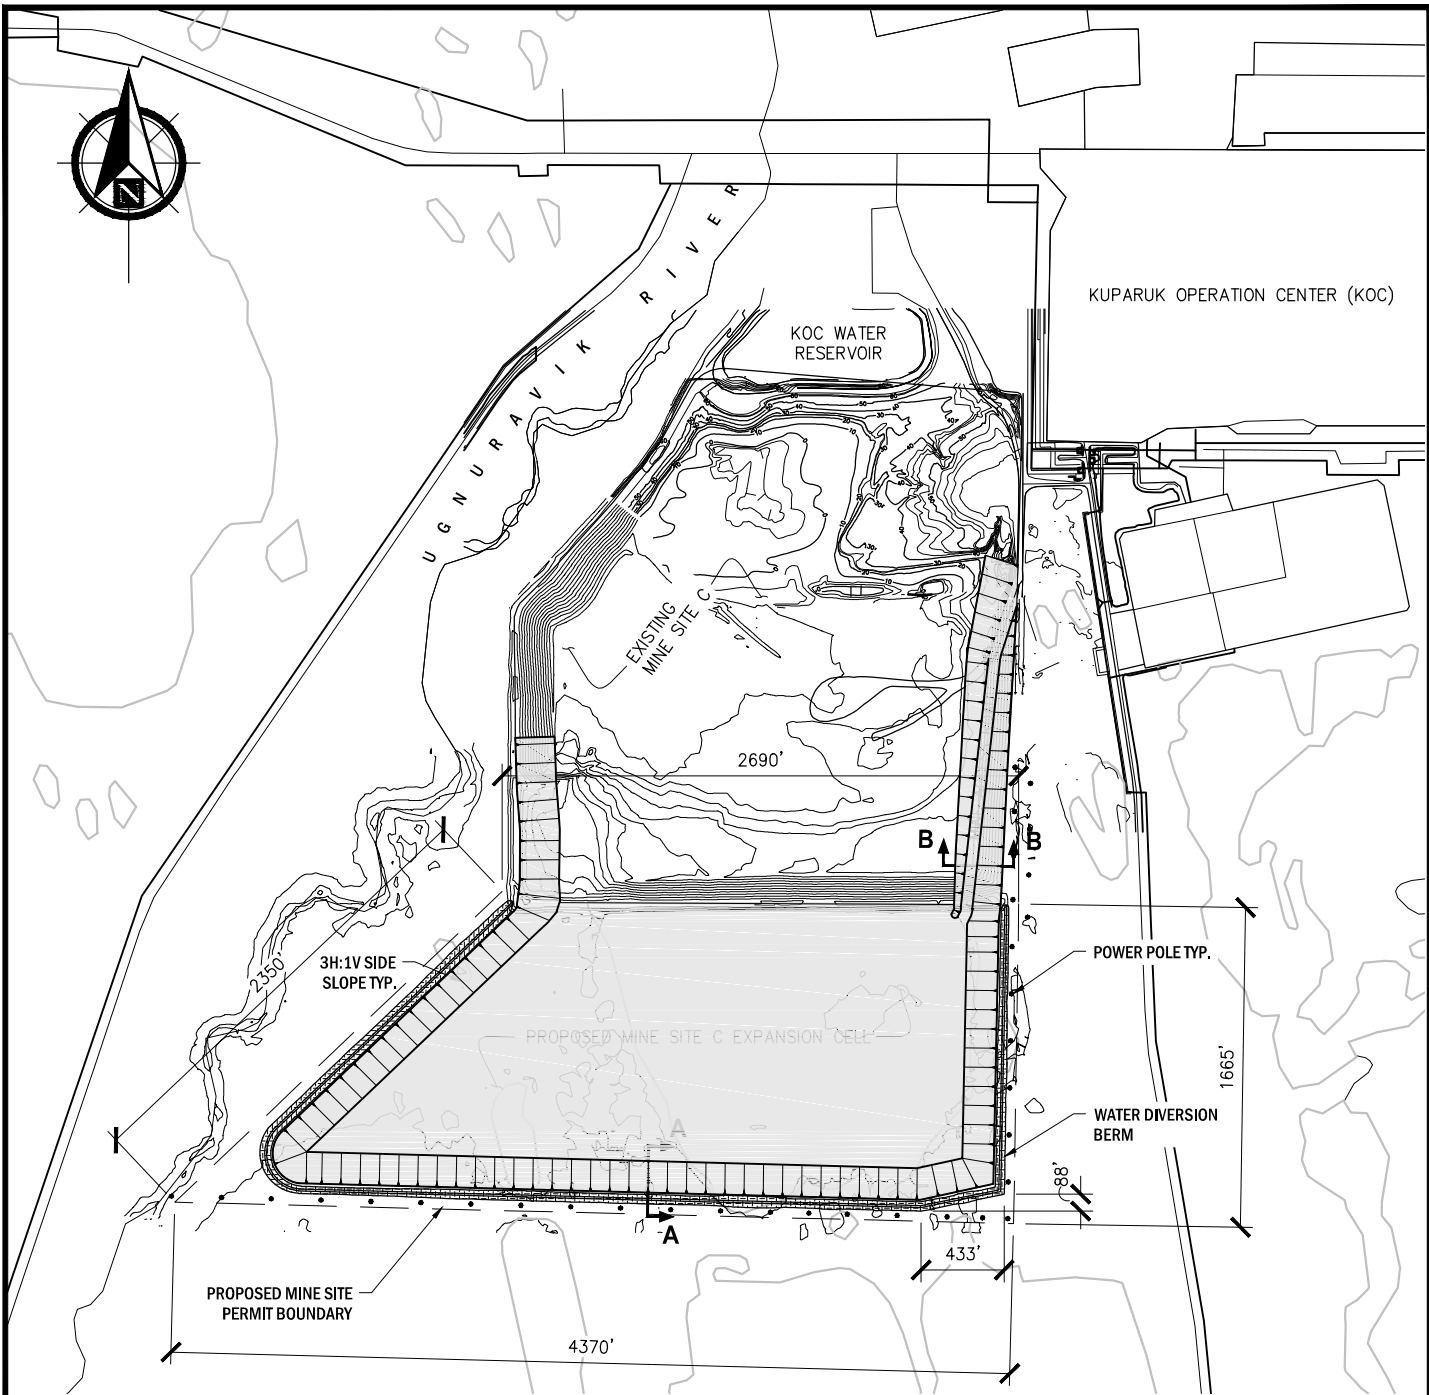 N
UGNURAVIK RIVER
KUPARUK OPERATION CENTER (KOC)
KOC WATER
RESERVOIR
EXISTING
MINE SITE C
2690'
B
B
3H:1V SIDE
SLOPE TYP.
2350'
POWER POLE TYP.
PROPOSED MINE SITE C EXPANSION CELL
1665'
WATER DIVERSION
BERM
A
88'
A
433'
PROPOSED MINE SITE
PERMIT BOUNDARY
4370'